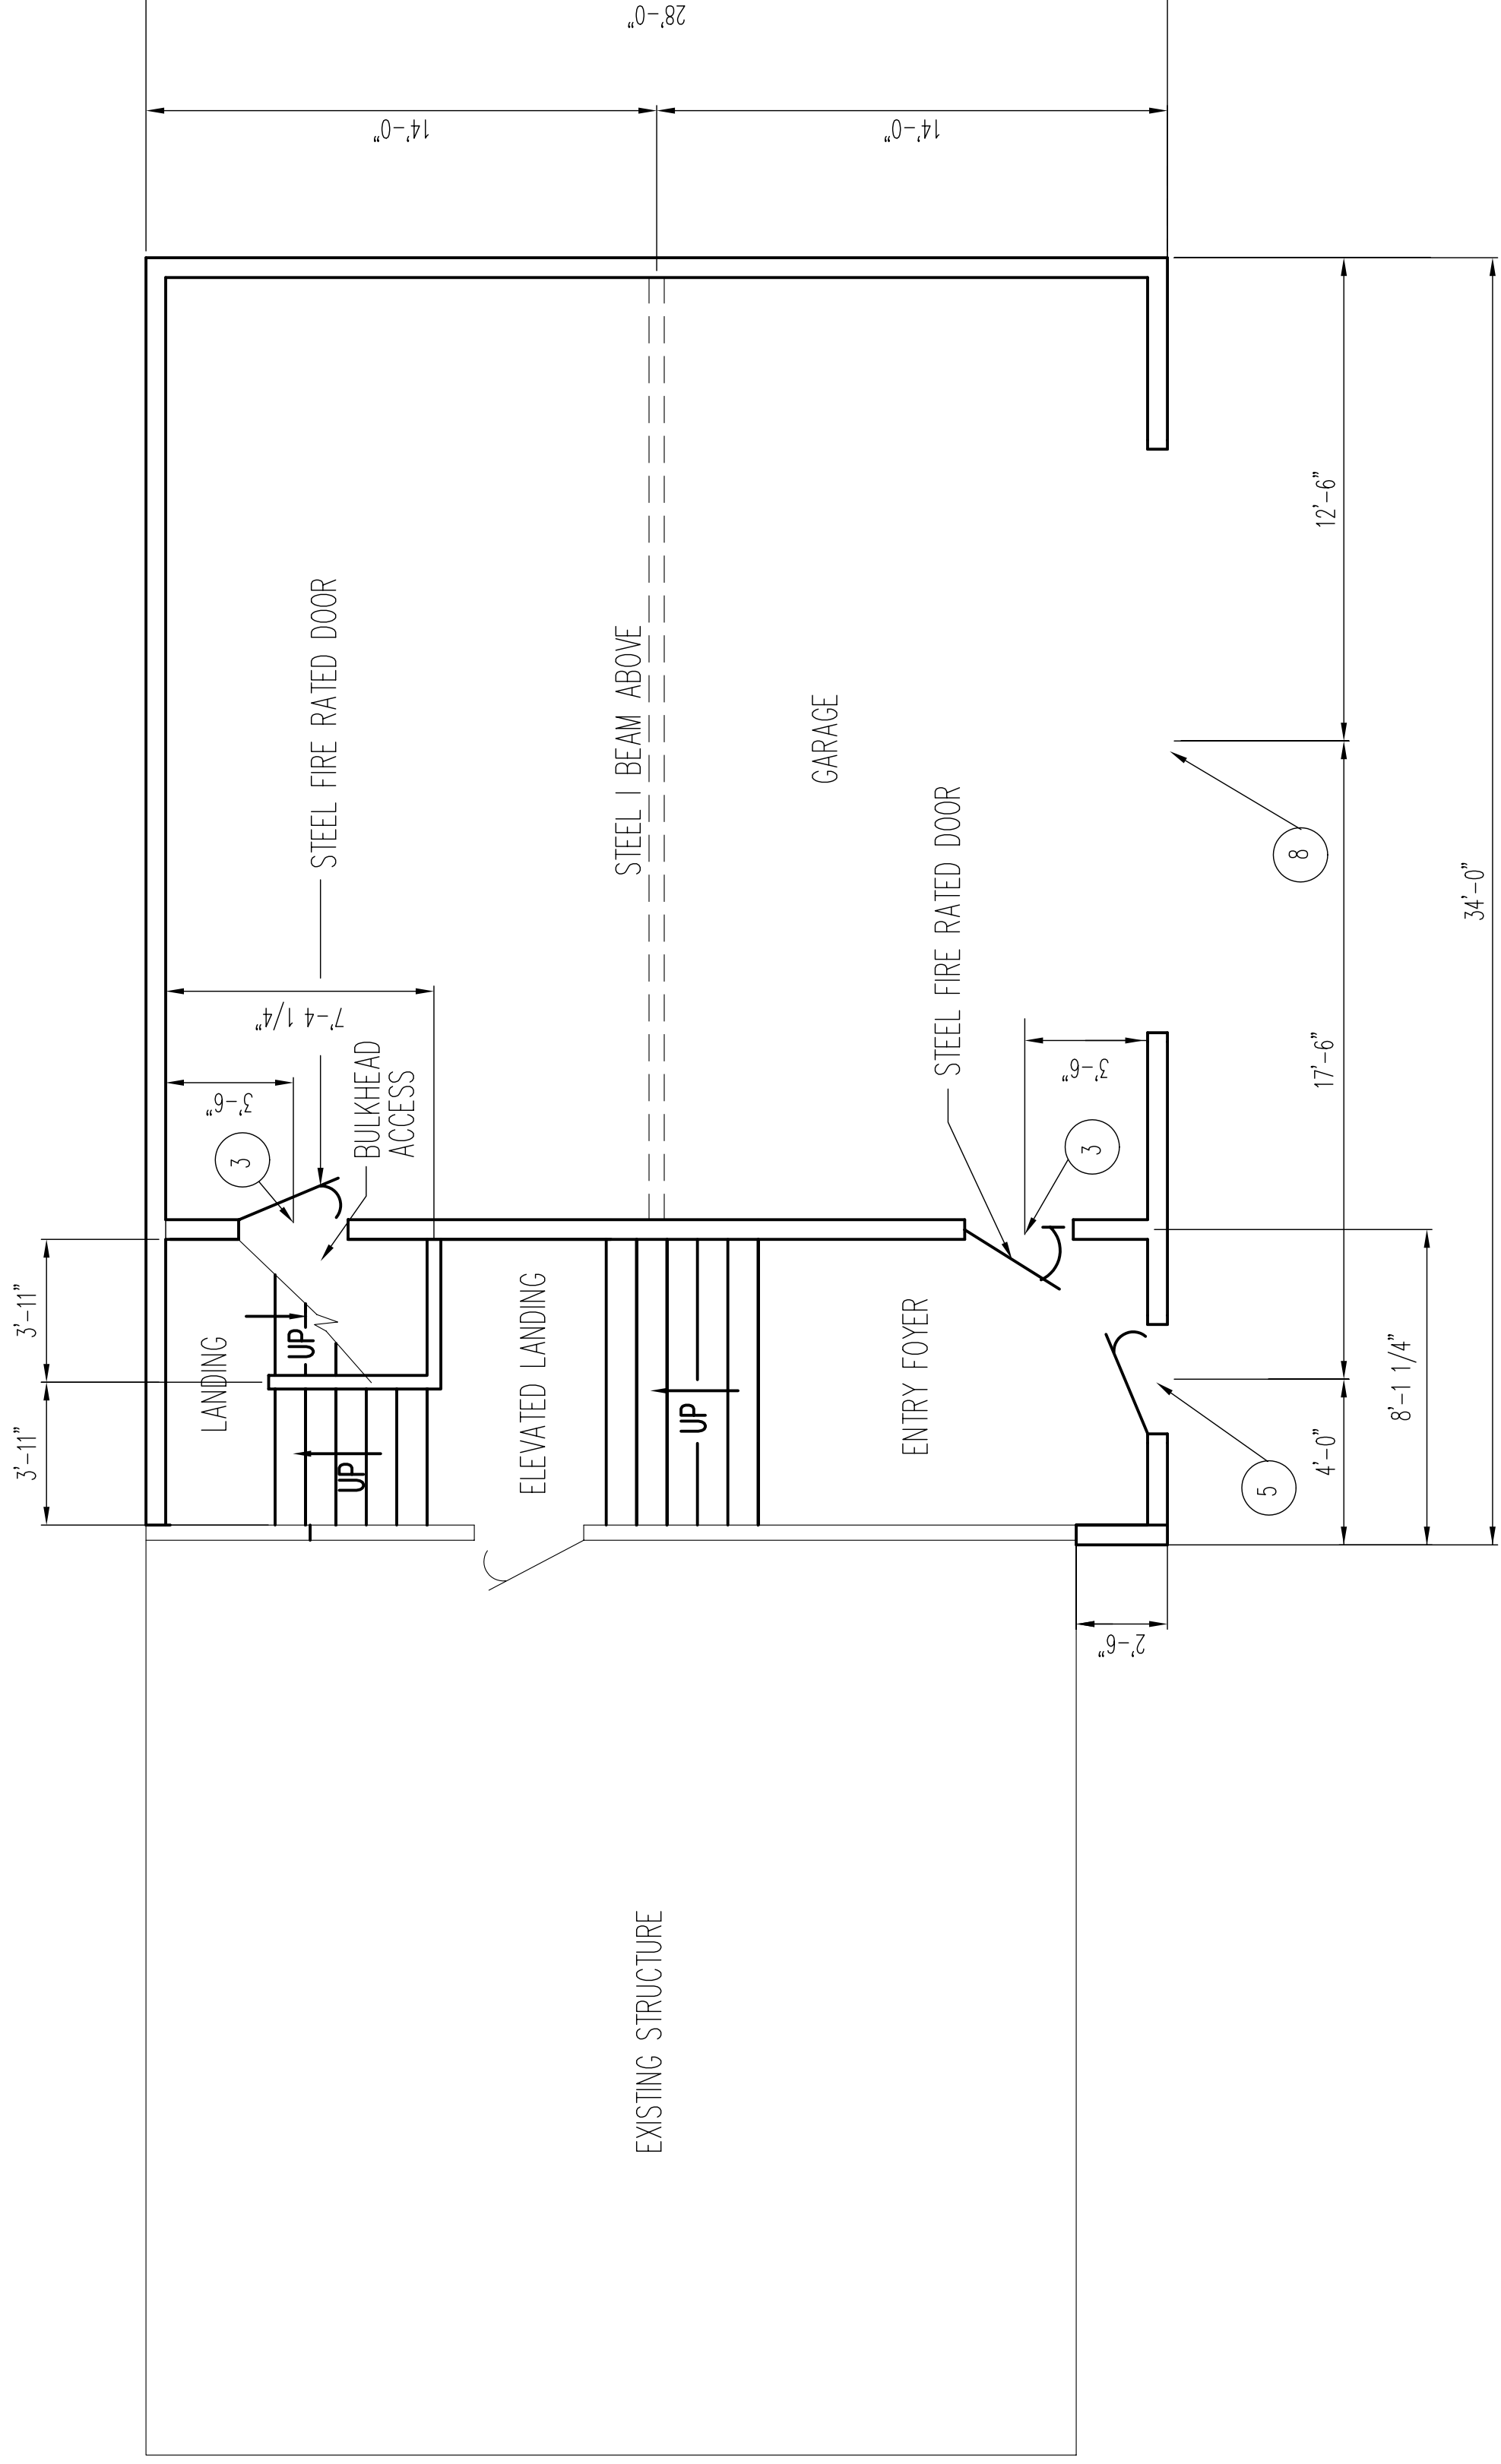 28'-0"
14'-0"
14'-0"
STEEL FIRE RATED DOOR
12'-6"
STEEL I BEAM ABOVE
GARAGE
STEEL FIRE RATED DOOR
8
34'-0"
7'-4 1/4"
3'-6"
BULKHEAD
ACCESS
3
17'-6"
3'-6"
3
3'-11"
3'-11"
LANDING
UP
UP
ELEVATED LANDING
UP
ENTRY FOYER
8'-1 1/4"
4'-0"
5
2'-6"
EXISTING STRUCTURE